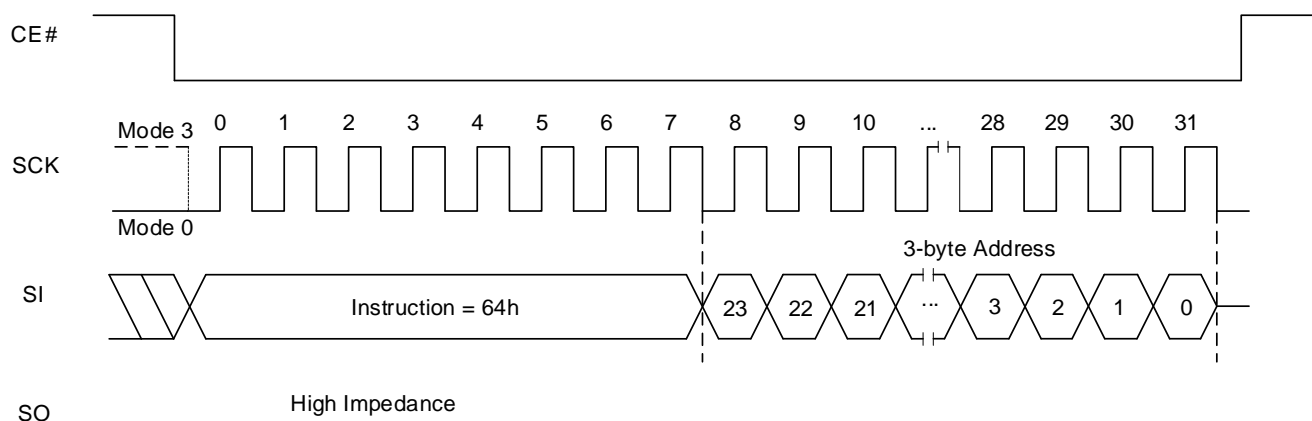 CE#
Mode 3 0 1 2 3 4 5 6 7 8 9 10 ... 28 29 30 31
SCK
Mode 0
3-byte Address
SI Instruction = 64h 23 22 21 ... 3 2 1 0
High Impedance
SO